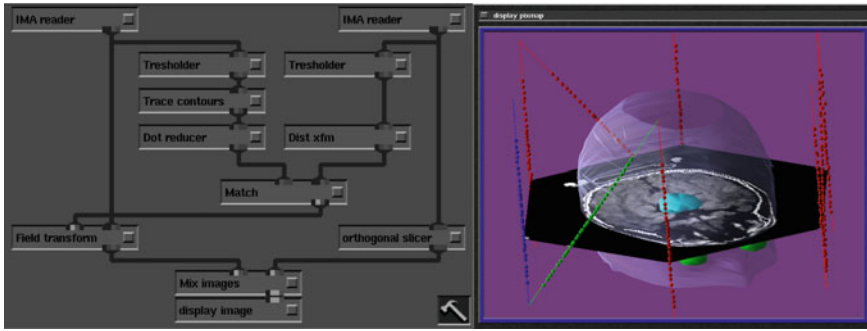 IMA reader
IMA reader
Tresholder
Tresholder
Trace contours
Dot reducer
Dist xfm
Match
Field transform
orthogonal slicer
Mix images
display image
display pixmap